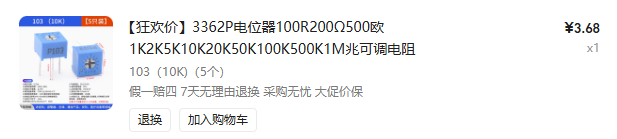 103（10K）
【5只装】
【狂欢价】3362P电位器100R200Ω500欧
1K2K5K10K20K50K100K500K1M兆可调电阻
¥3.68
x1
103（10K）(5个）
假一赔四 7天无理由退换 采购无忧 大促价保
退换
加入购物车